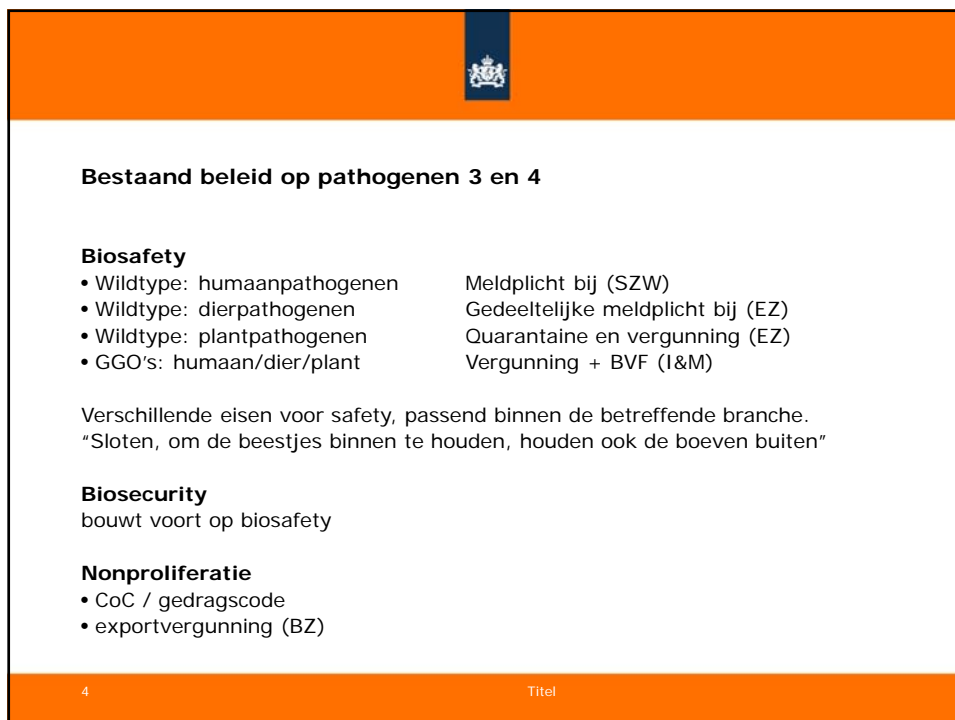 Bestaand beleid op pathogenen 3 en 4
Biosafety
• Wildtype: humaanpathogenen Meldplicht bij (SZW)
• Wildtype: dierpathogenen Gedeeltelijke meldplicht bij (EZ)
• Wildtype: plantpathogenen Quarantaine en vergunning (EZ)
• GGO's: humaan/dier/plant Vergunning + BVF (I&M)
Verschillende eisen voor safety, passend binnen de betreffende branche.
“Sloten, om de beestjes binnen te houden, houden ook de boeven buiten”
Biosecurity
bouwt voort op biosafety
Nonproliferatie
• CoC / gedragscode
• exportvergunning (BZ)
4 Titel